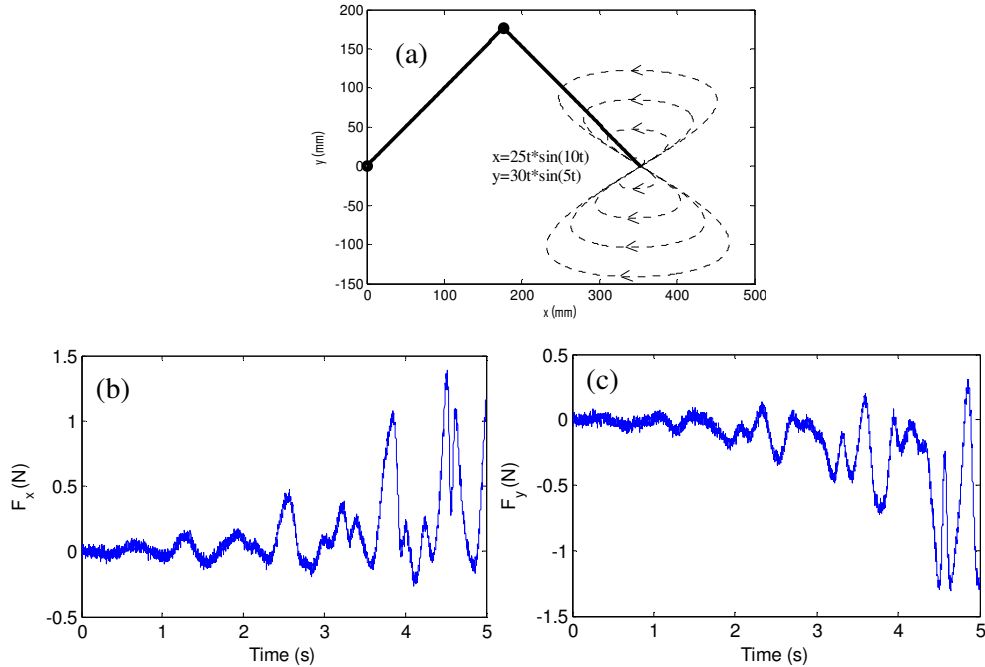 200
(a)
150
100
y (mm)
50
x=25t*sin(10t)
0
y=30t*sin(5t)
-50
-100
-150
0 100 200 300 400 500
x (mm)
1.5
(b)
1
F_x (N)
0.5
0
-0.5
0 1 2 3 4 5
Time (s)
0.5
(c)
0
F_y (N)
-0.5
-1
-1.5
0 1 2 3 4 5
Time (s)